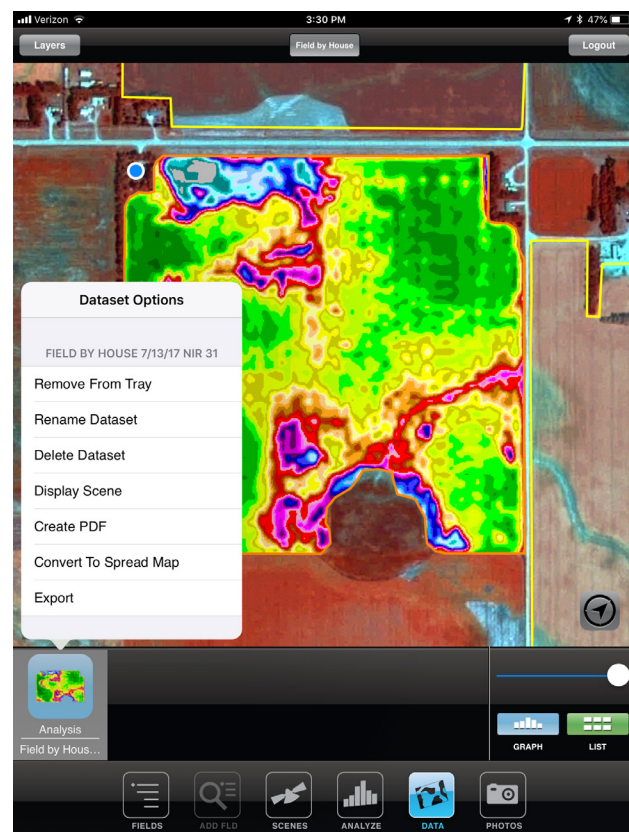 Verizon
3:30 PM
47%
Layers
Field by House
Logout
Dataset Options
FIELD BY HOUSE 7/13/17 NIR 31
Remove From Tray
Rename Dataset
Delete Dataset
Display Scene
Create PDF
Convert To Spread Map
Export
Analysis
Field by Hous...
GRAPH
LIST
FIELDS
ADD FLD
SCENES
ANALYZE
DATA
PHOTOS